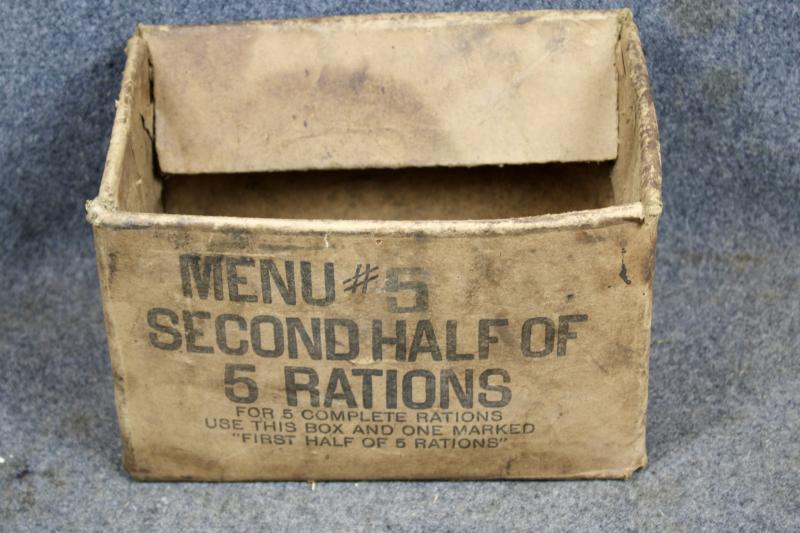 MENU #5
SECOND HALF OF
5 RATIONS
FOR 5 COMPLETE RATIONS
USE THIS BOX AND ONE MARKED
"FIRST HALF OF 5 RATIONS"